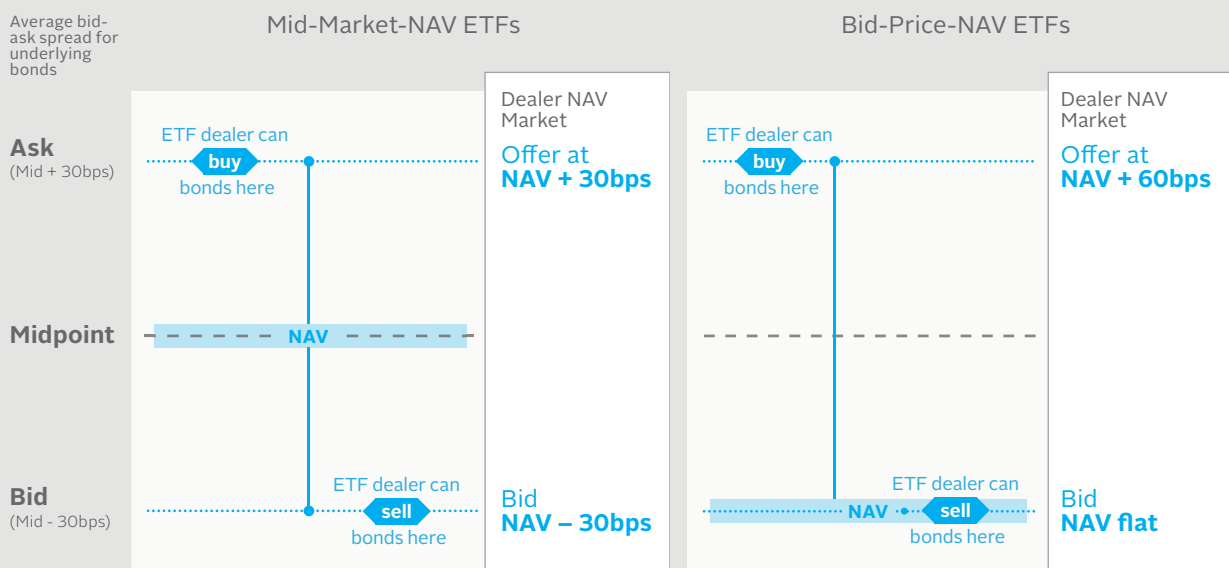 Average bid-
ask spread for
underlying
bonds
Mid-Market-NAV ETFs
Bid-Price-NAV ETFs
Ask
(Mid + 30bps)
ETF dealer can
buy
bonds here
Dealer NAV
Market
Offer at
NAV + 30bps
ETF dealer can
buy
bonds here
Dealer NAV
Market
Offer at
NAV + 60bps
Midpoint
NAV
Bid
(Mid - 30bps)
ETF dealer can
sell
bonds here
Bid
NAV – 30bps
NAV
ETF dealer can
sell
bonds here
Bid
NAV flat